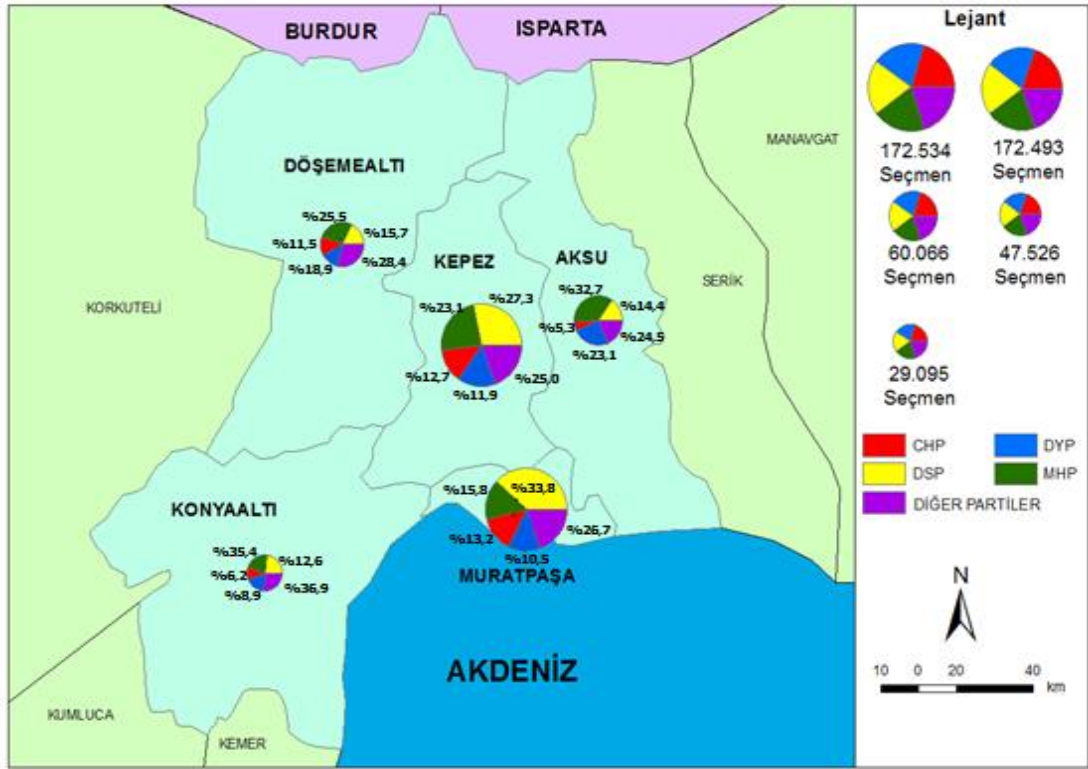 BURDUR
ISPARTA
MANAVGAT
DÖŞEMEALTI
%25,5
%15,7
%11,5
%28,4
%18,9
KEPEZ
AKSU
KORKUTELİ
SERİK
%32,7
%14,4
%5,3
%24,5
%23,1
%23,1
%27,3
%12,7
%25,0
%11,9
KONYAALTI
%15,8
%33,8
%13,2
%26,7
%10,5
MURATPAŞA
%35,4
%12,6
%6,2
%36,9
%8,9
AKDENİZ
KUMLUCA
KEMER
Lejant
172.534
Seçmen
172.493
Seçmen
60.066
Seçmen
47.526
Seçmen
29.095
Seçmen
CHP
DYP
DSP
MHP
DİĞER PARTİLER
N
10 0 20 40
km